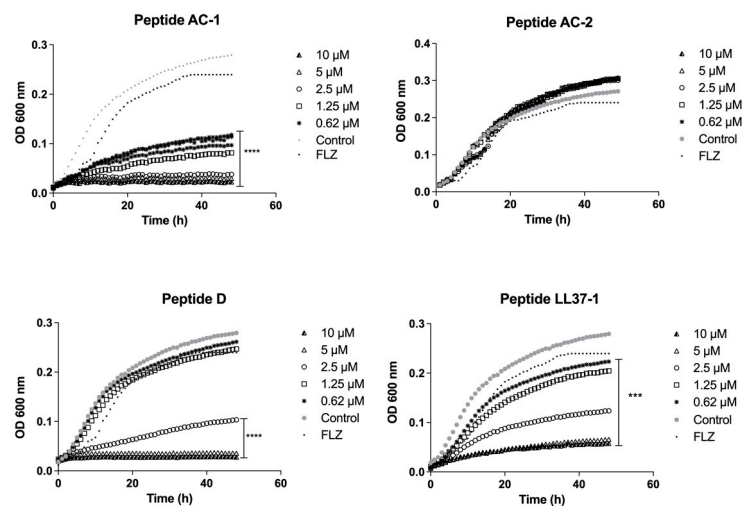 Peptide AC-1
OD 600 nm
0.3
0.2
0.1
0.0
0
20
40
60
Time (h)
10 µM
5 µM
2.5 µM
1.25 µM
0.62 µM
Control
FLZ
****
Peptide AC-2
OD 600 nm
0.4
0.3
0.2
0.1
0.0
0
20
40
60
Time (h)
10 µM
5 µM
2.5 µM
1.25 µM
0.62 µM
Control
FLZ
Peptide D
OD 600 nm
0.3
0.2
0.1
0.0
0
20
40
60
Time (h)
10 µM
5 µM
2.5 µM
1.25 µM
0.62 µM
Control
FLZ
****
Peptide LL37-1
OD 600 nm
0.3
0.2
0.1
0.0
0
20
40
60
Time (h)
10 µM
5 µM
2.5 µM
1.25 µM
0.62 µM
Control
FLZ
***